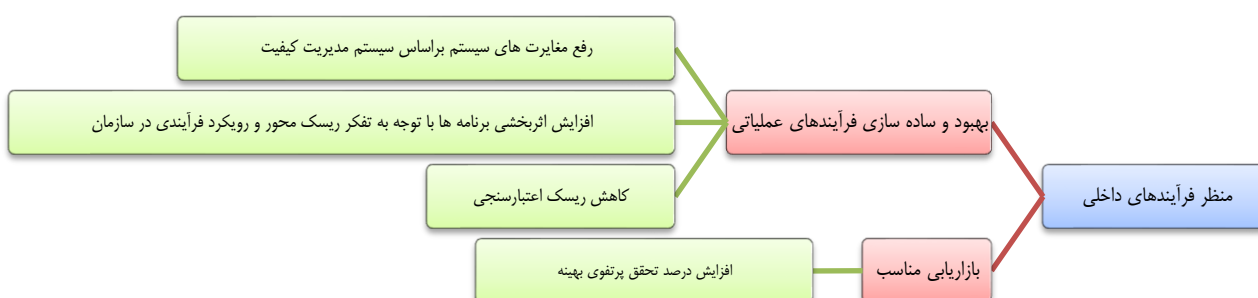 منظر فرآیندهای داخلی
بهبود و ساده سازی فرآیندهای عملیاتی
رفع مغایرت های سیستم براساس سیستم مدیریت کیفیت
افزایش اثربخشی برنامه ها با توجه به تفکر ریسک محور و رویکرد فرآیندی در سازمان
کاهش ریسک اعتبارسنجی
بازاریابی مناسب
افزایش درصد تحقق پرتفوی بهینه